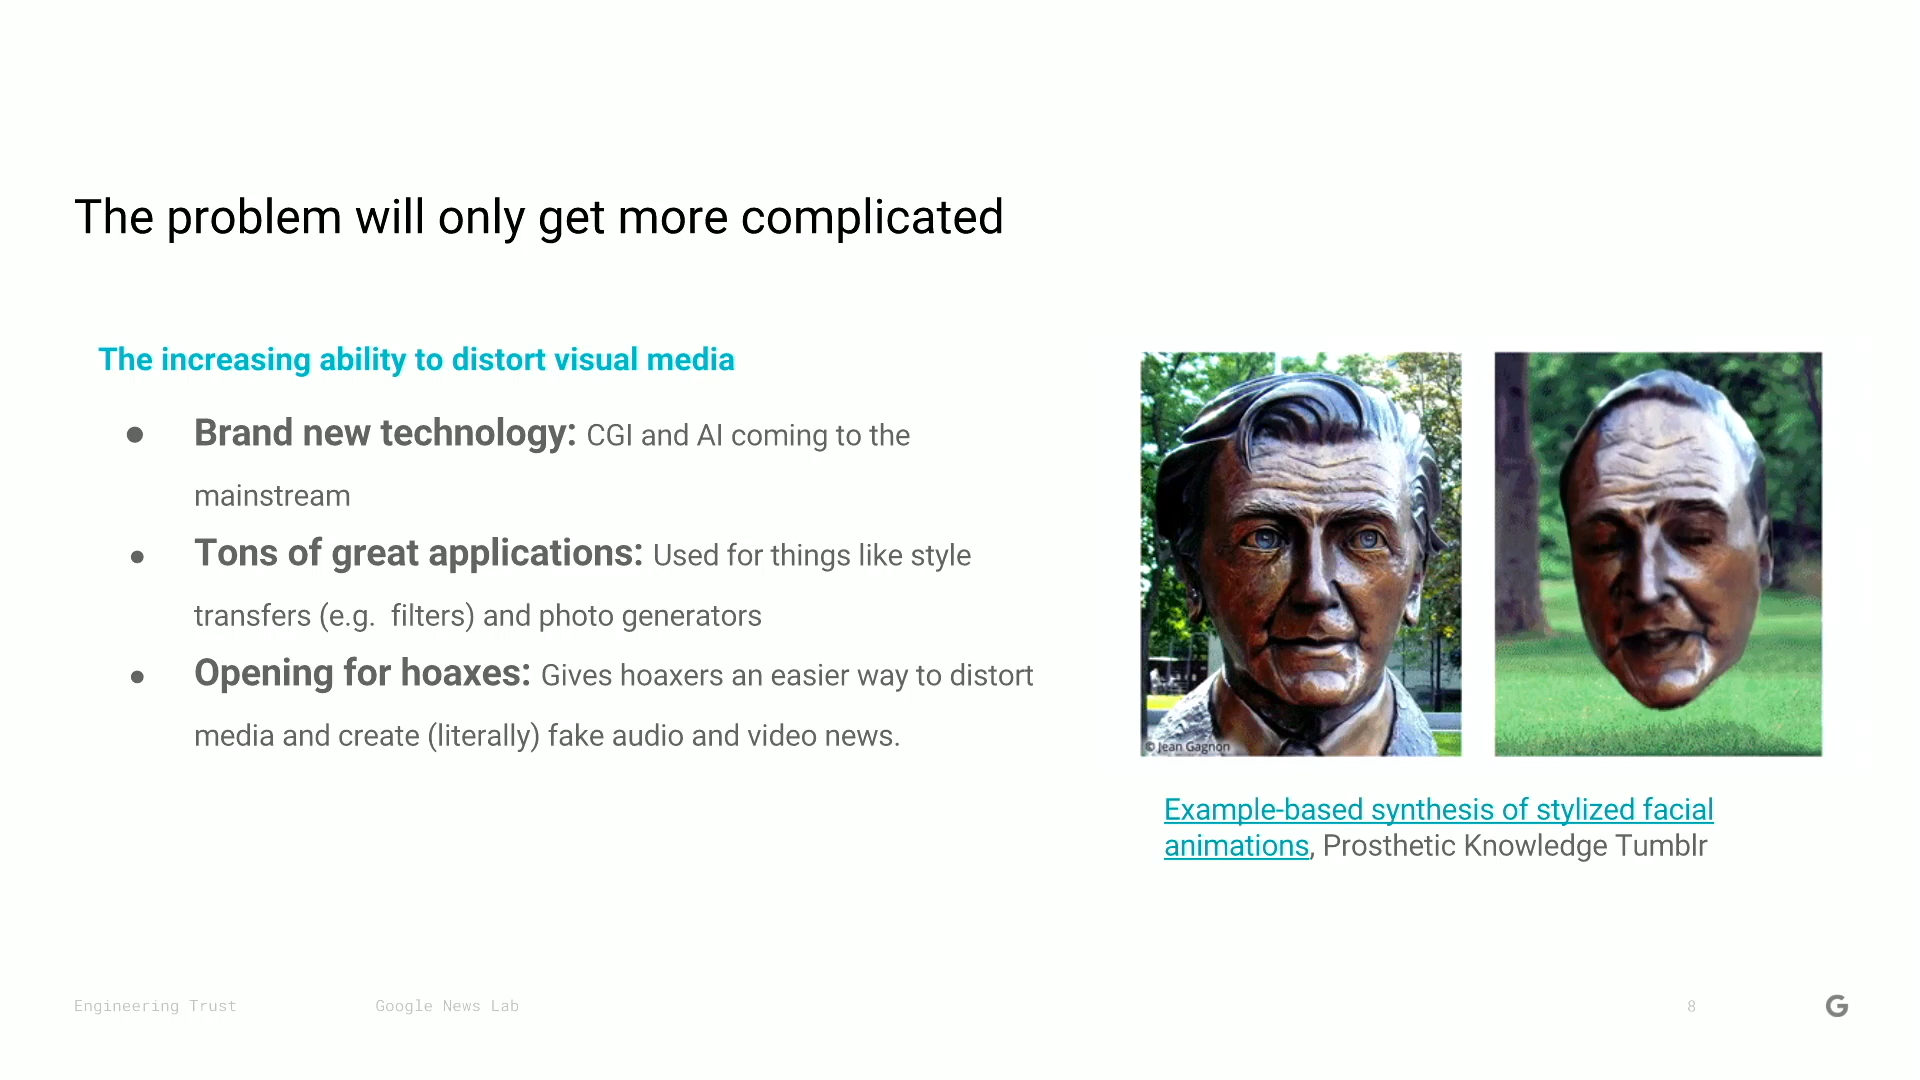 The problem will only get more complicated
The increasing ability to distort visual media
● Brand new technology: CGI and AI coming to the
mainstream
● Tons of great applications: Used for things like style
transfers (e.g.  filters) and photo generators
● Opening for hoaxes: Gives hoaxers an easier way to distort
media and create (literally) fake audio and video news.
© Jean Gagnon
Example-based synthesis of stylized facial
animations, Prosthetic Knowledge Tumblr
Engineering Trust Google News Lab 8 G